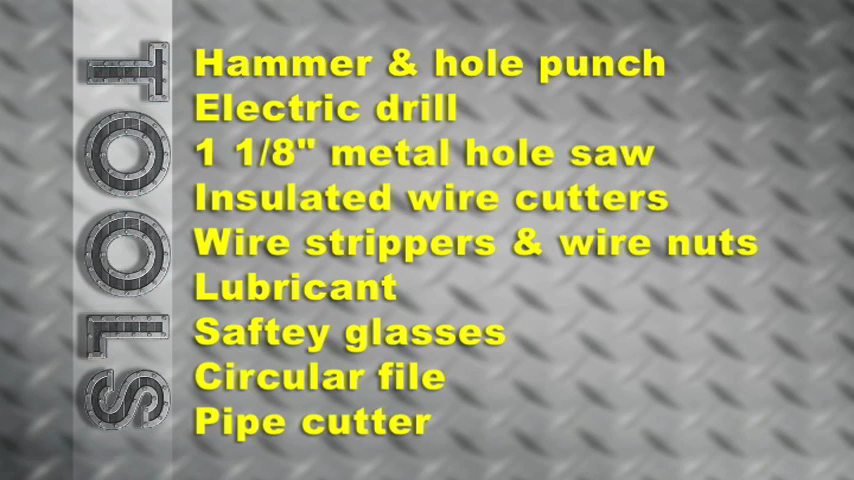 TOOLS
Hammer & hole punch
Electric drill
1 1/8" metal hole saw
Insulated wire cutters
Wire strippers & wire nuts
Lubricant
Saftey glasses
Circular file
Pipe cutter